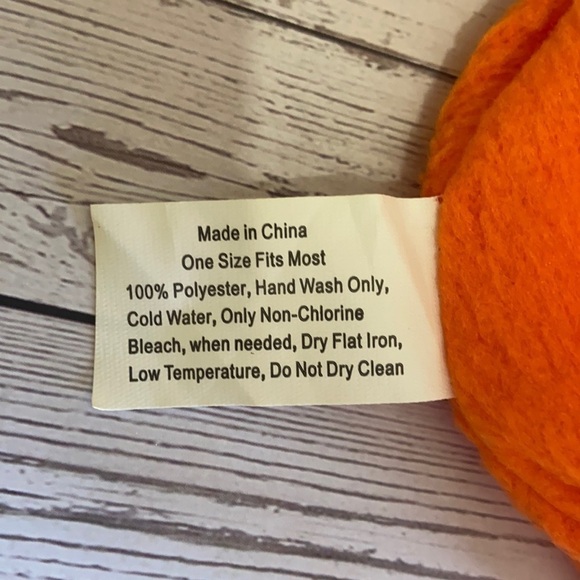 Made in China
One Size Fits Most
100% Polyester, Hand Wash Only,
Cold Water, Only Non-Chlorine
Bleach, when needed, Dry Flat Iron,
Low Temperature, Do Not Dry Clean